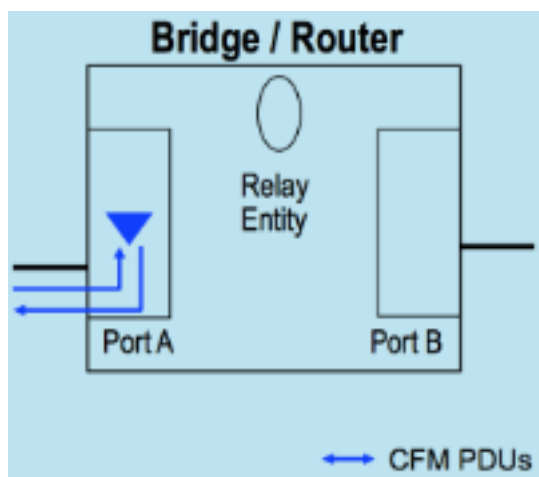 Bridge / Router
Relay
Entity
Port A
Port B
CFM PDUs